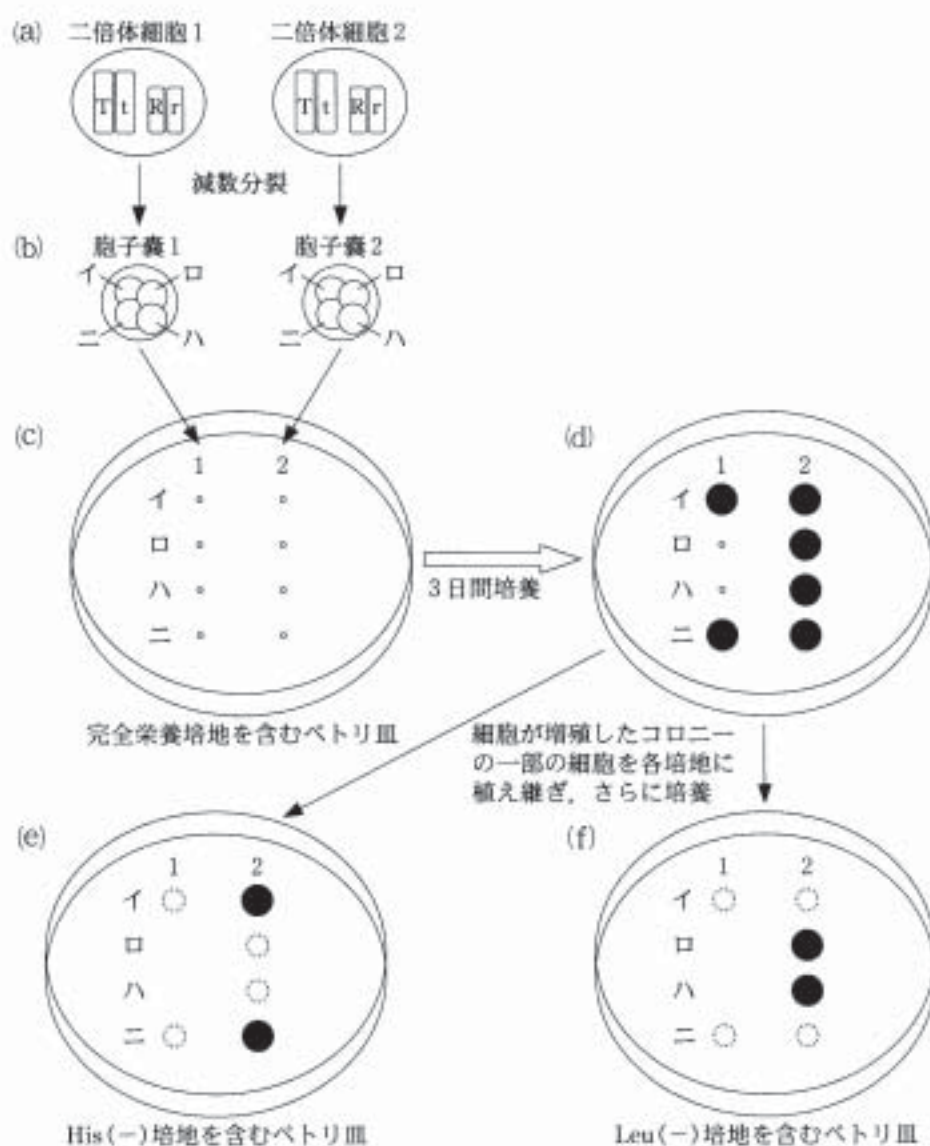 (a) 二倍体細胞1 二倍体細胞2
T t R r T t R r
減数分裂
(b) 胞子嚢1 胞子嚢2
イ ロ イ ロ
ニ ハ ニ ハ
(c) (d)
1 2 1 2
イ イ
ロ ロ
ハ 3日間培養 ハ
ニ ニ
完全栄養培地を含むペトリ皿
細胞が増殖したコロニー
の一部の細胞を各培地に
植え継ぎ,さらに培養
(e) (f)
1 2 1 2
イ イ
ロ ロ
ハ ハ
ニ ニ
His(-)培地を含むペトリ皿 Leu(-)培地を含むペトリ皿